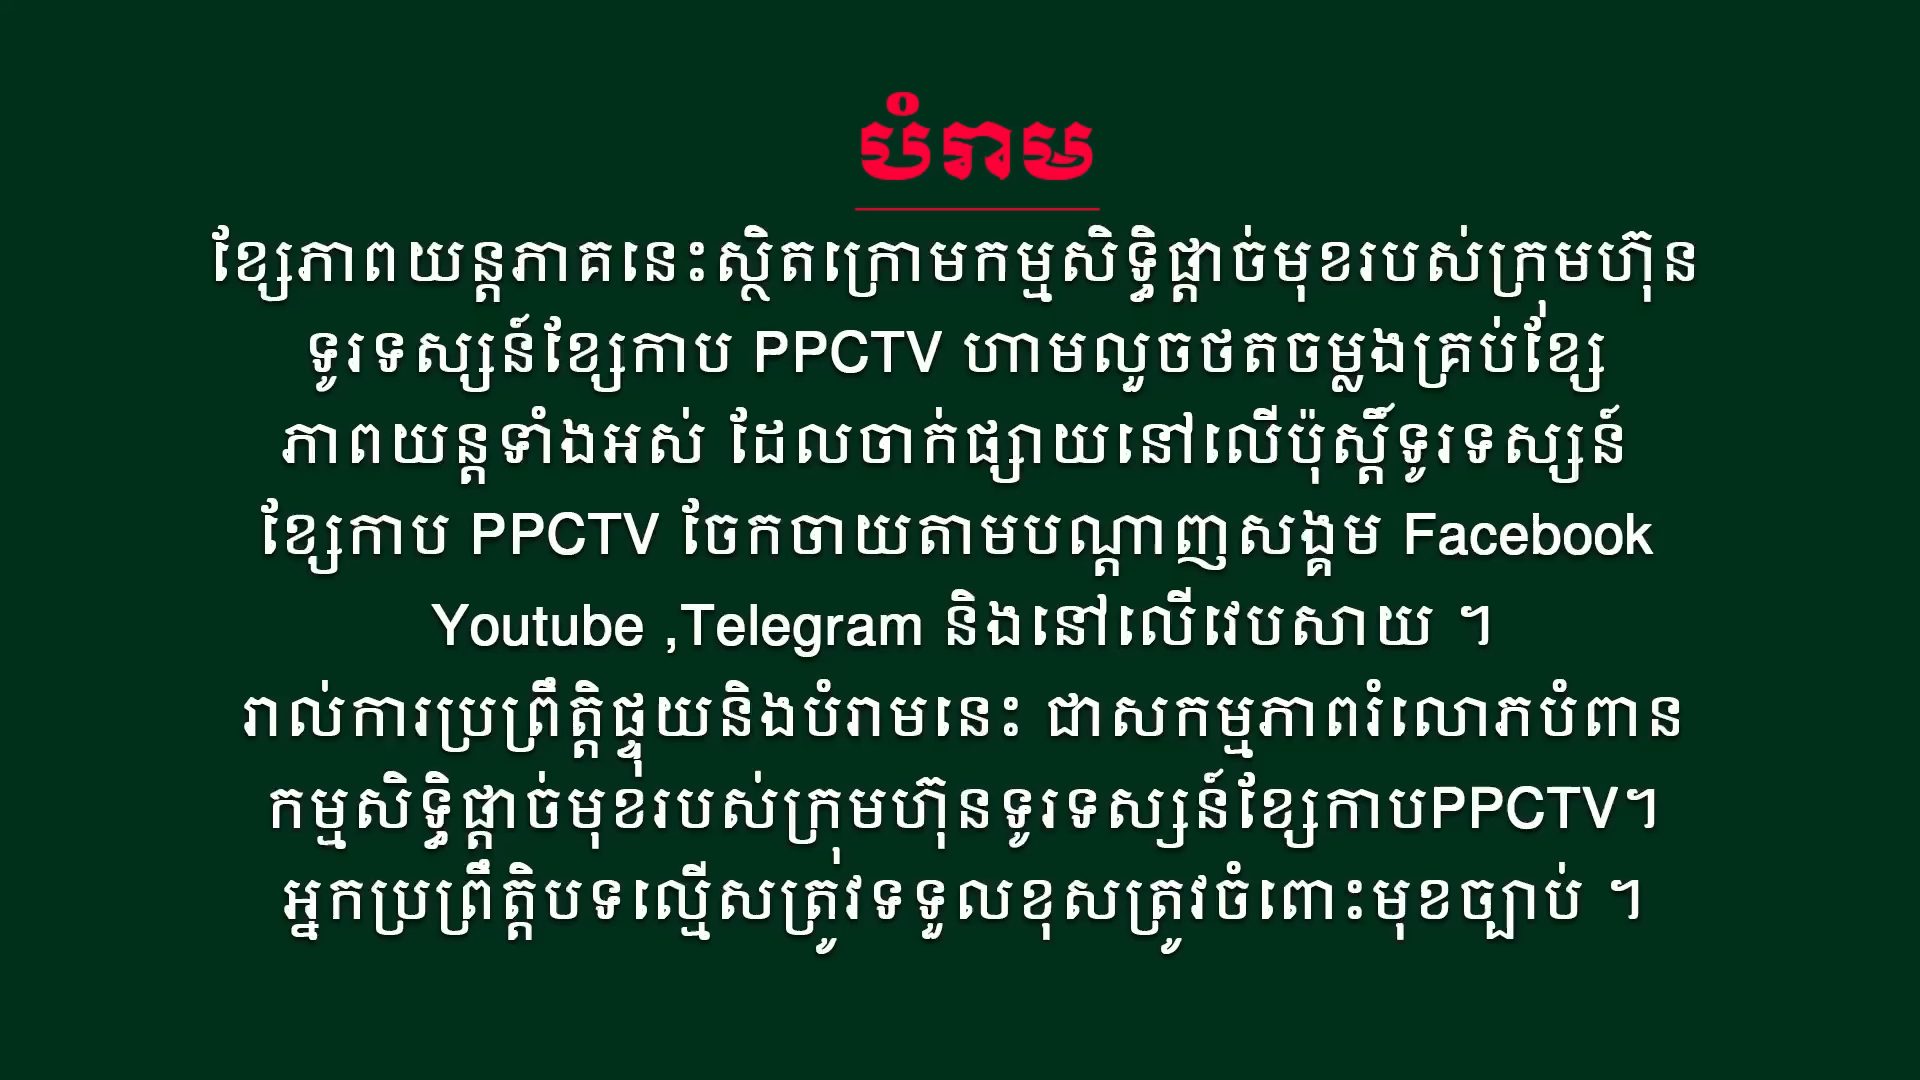 បំរាម
ខ្សែភាពយន្តភាគនេះស្ថិតក្រោមកម្មសិទ្ធិផ្តាច់មុខរបស់ក្រុមហ៊ុន
ទូរទស្សន៍ខ្សែកាប PPCTV ហាមលួចថតចម្លងគ្រប់ខ្សែ
ភាពយន្តទាំងអស់ ដែលចាក់ផ្សាយនៅលើប៉ុស្តិ៍ទូរទស្សន៍
ខ្សែកាប PPCTV ចែកចាយតាមបណ្តាញសង្គម Facebook
Youtube ,Telegram និងនៅលើវេបសាយ ។
រាល់ការប្រព្រឹត្តិផ្ទុយនិងបំរាមនេះ ជាសកម្មភាពរំលោភបំពាន
កម្មសិទ្ធិផ្តាច់មុខរបស់ក្រុមហ៊ុនទូរទស្សន៍ខ្សែកាបPPCTV។
អ្នកប្រព្រឹត្តិបទល្មើសត្រូវទទួលខុសត្រូវចំពោះមុខច្បាប់ ។